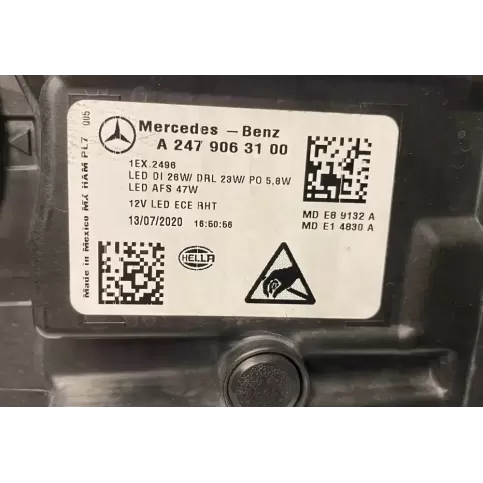 Mercedes-Benz
A 247 906 31 00
1EX.2496
LED DI 26W/ DRL 23W/ PO 5,8W
LED AFS 47W
12V LED ECE RHT
13/07/2020 16:50:56
MD E8 9132 A
MD E1 4830 A
HELLA
Made in Mexico MX HAM PL7 005